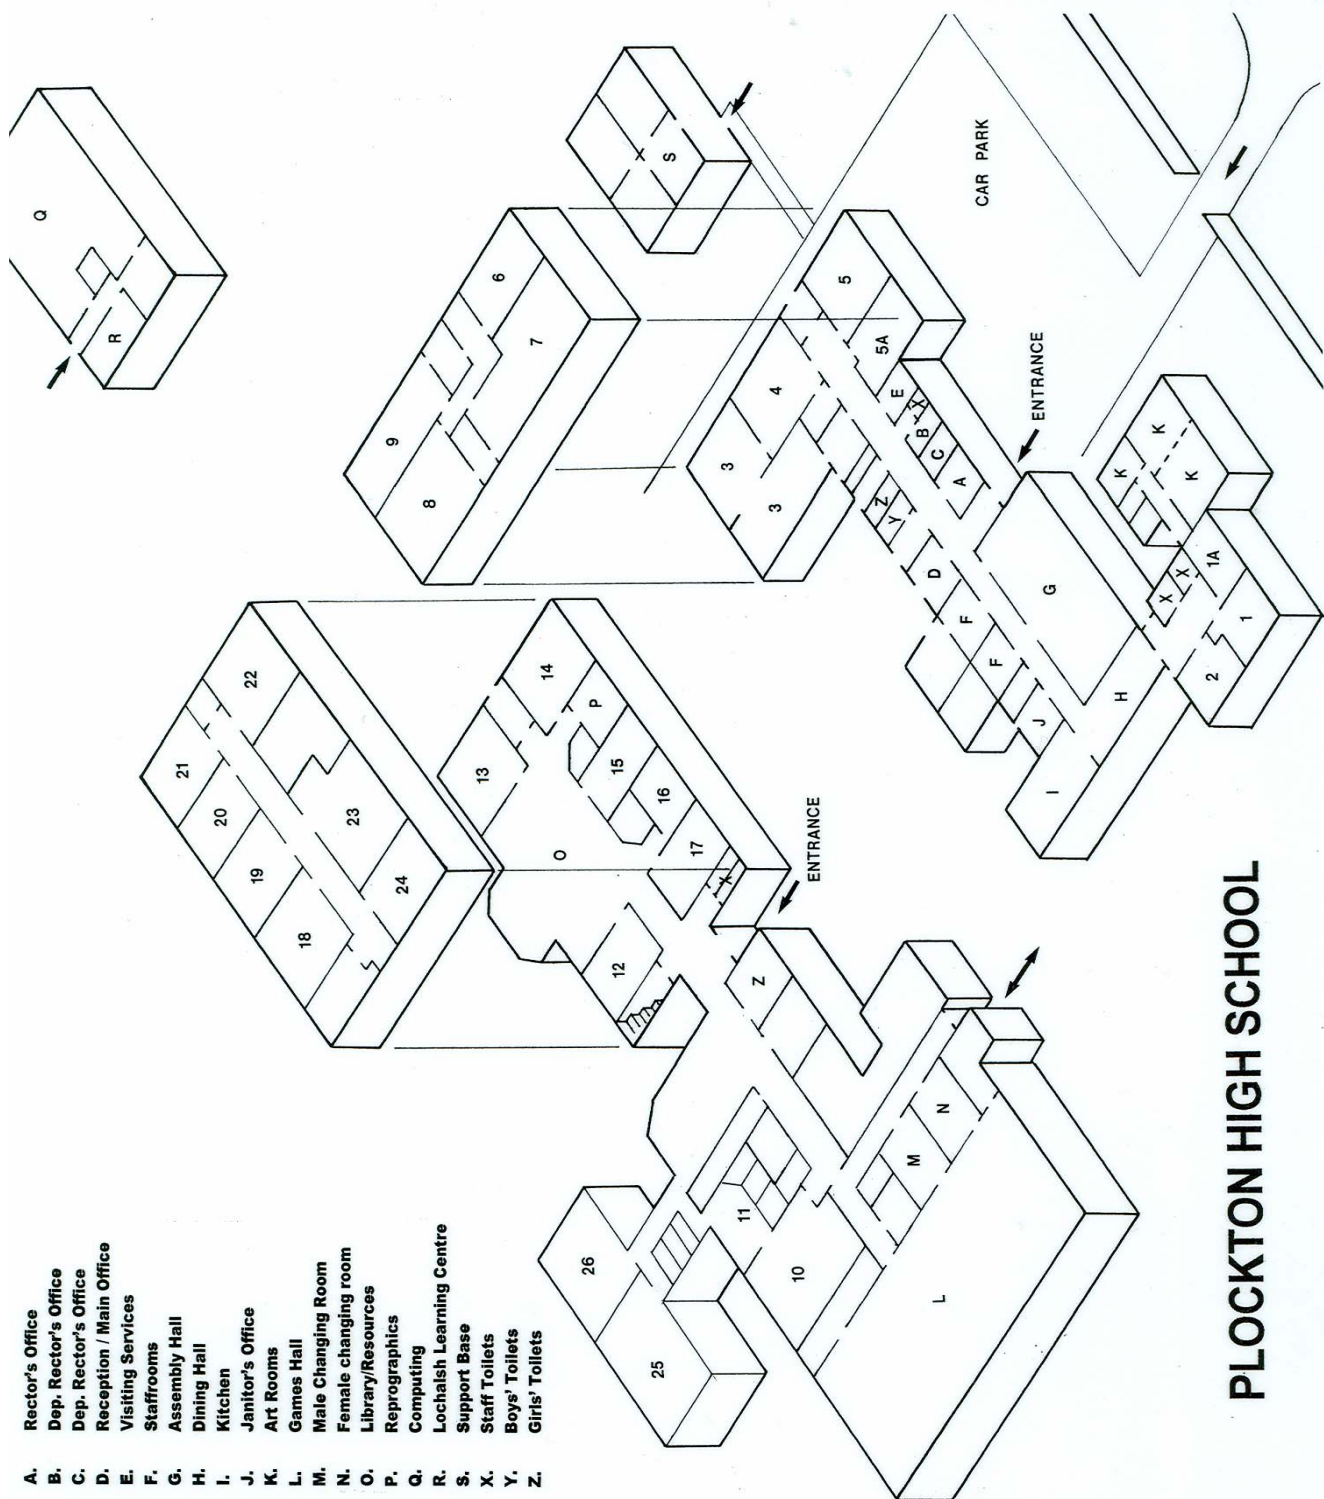 A. Rector's Office
B. Dep. Rector's Office
C. Dep. Rector's Office
D. Reception / Main Office
E. Visiting Services
F. Staffrooms
G. Assembly Hall
H. Dining Hall
I. Kitchen
J. Janitor's Office
K. Art Rooms
L. Games Hall
M. Male Changing Room
N. Female changing room
O. Library/Resources
P. Reprographics
Q. Computing
R. Lochalsh Learning Centre
S. Support Base
X. Staff Toilets
Y. Boys' Toilets
Z. Girls' Toilets
Q
R
21
22
20
19
23
18
24
9
6
8
7
S
26
25
11
10
13
14
P
O
15
16
12
17
X
Z
ENTRANCE
3
4
5
3
5A
Z
Y
E
X
B
C
D
A
F
F
G
J
H
I
ENTRANCE
CAR PARK
M
N
L
K
K
K
X
X
1A
2
1
PLOCKTON HIGH SCHOOL